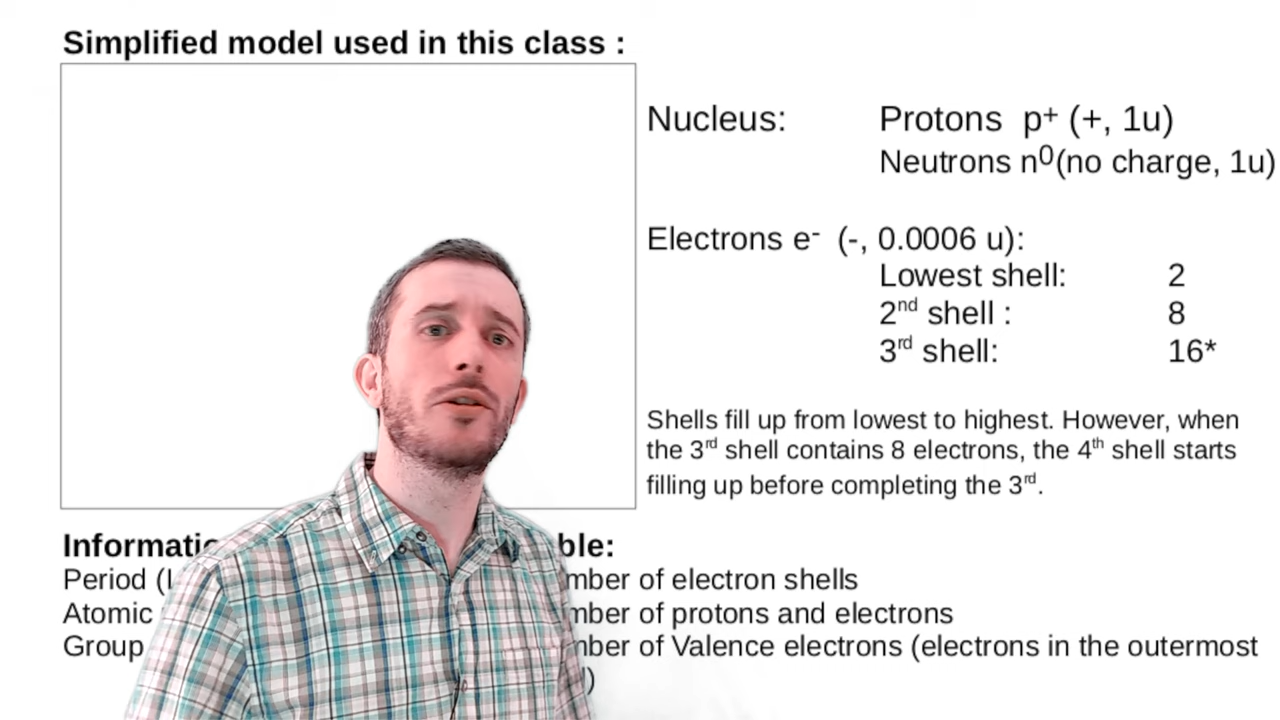 Simplified model used in this class :
Nucleus: Protons p⁺ (+, 1u)
Neutrons n⁰(no charge, 1u)
Electrons e⁻ (-, 0.0006 u):
Lowest shell: 2
2ⁿᵈ shell : 8
3ʳᵈ shell: 16*
Shells fill up from lowest to highest. However, when
the 3ʳᵈ shell contains 8 electrons, the 4ᵗʰ shell starts
filling up before completing the 3ʳᵈ.
ble:
Period ( mber of electron shells
Atomic mber of protons and electrons
Group mber of Valence electrons (electrons in the outermost
)